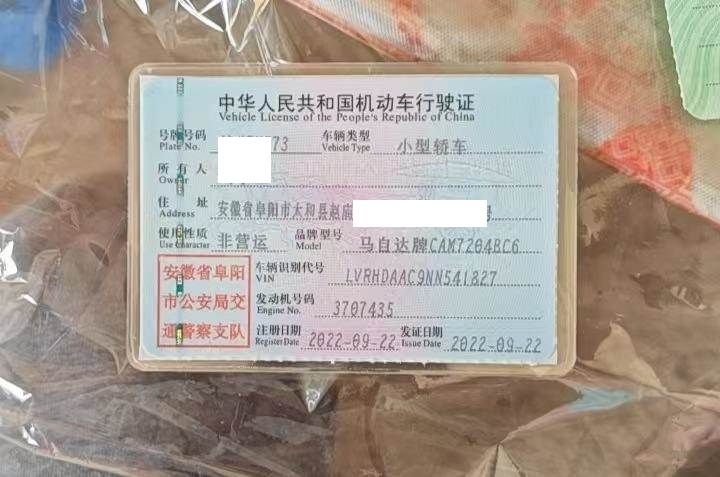 中华人民共和国机动车行驶证
Vehicle License of the People's Republic of China
号牌号码 73 车辆类型 小型轿车
Plate No. Vehicle Type
所有人
Owner
住址 安徽省阜阳市太和县赵庙 号
Address
使用性质 非营运 品牌型号 马自达牌CAM7204BC6
Use Character Model
安徽省阜阳 车辆识别代号 LVRHDAAC9NN541827
VIN
市公安局交 发动机号码 3707435
Engine No.
通警察支队 注册日期 2022-09-22 发证日期 2022-09-22
Register Date Issue Date